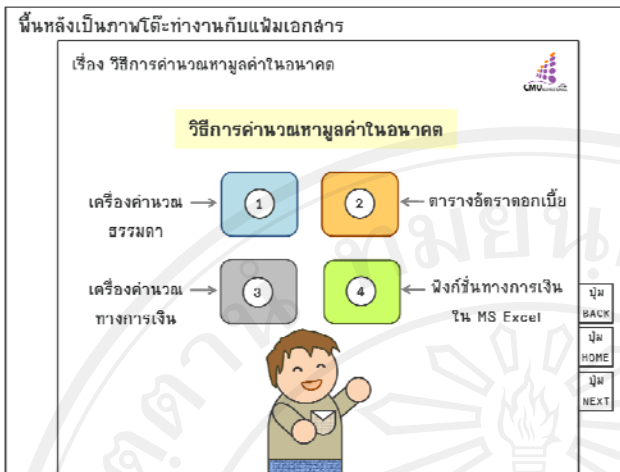 พื้นหลังเป็นภาพโต๊ะทำงานกับแฟ้มเอกสาร
เรื่อง วิธีการคำนวณหามูลค่าในอนาคต
CMU
วิธีการคำนวณหามูลค่าในอนาคต
เครื่องคำนวณ
ธรรมดา
1
2
ตารางอัตราดอกเบี้ย
เครื่องคำนวณ
ทางการเงิน
3
4
ฟังก์ชั่นทางการเงิน
ใน MS Excel
ปุ่ม
BACK
ปุ่ม
HOME
ปุ่ม
NEXT